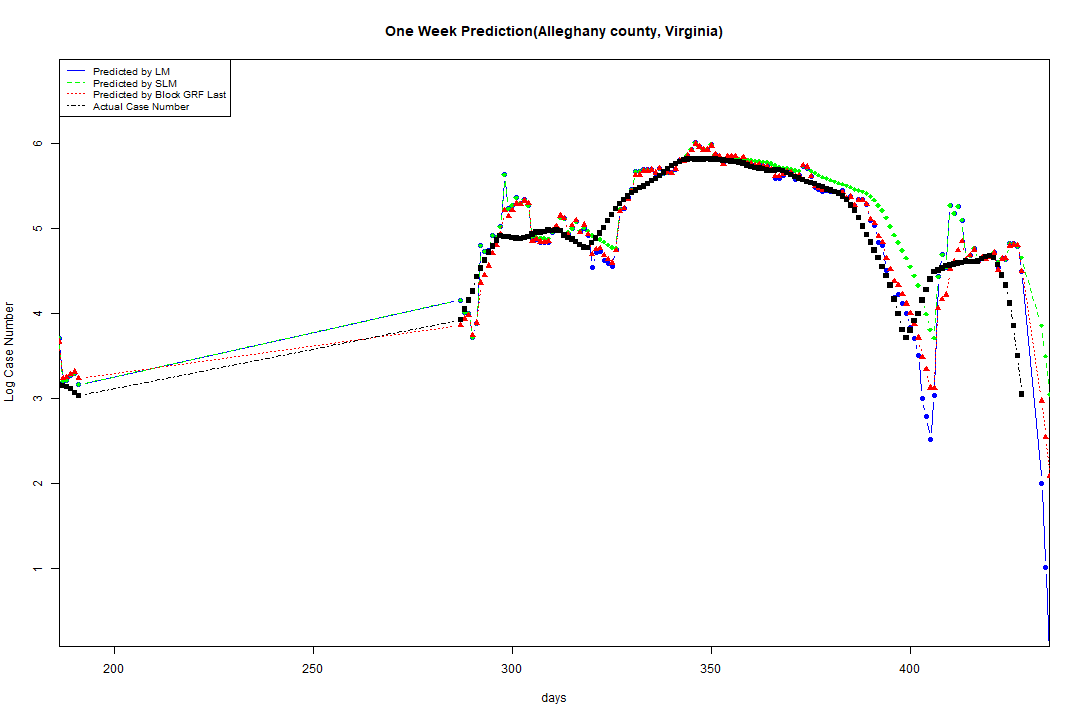 One Week Prediction(Alleghany county, Virginia)
Predicted by LM
Predicted by SLM
Predicted by Block GRF Last
Actual Case Number
Log Case Number
6
5
4
3
2
1
200
250
300
350
400
days